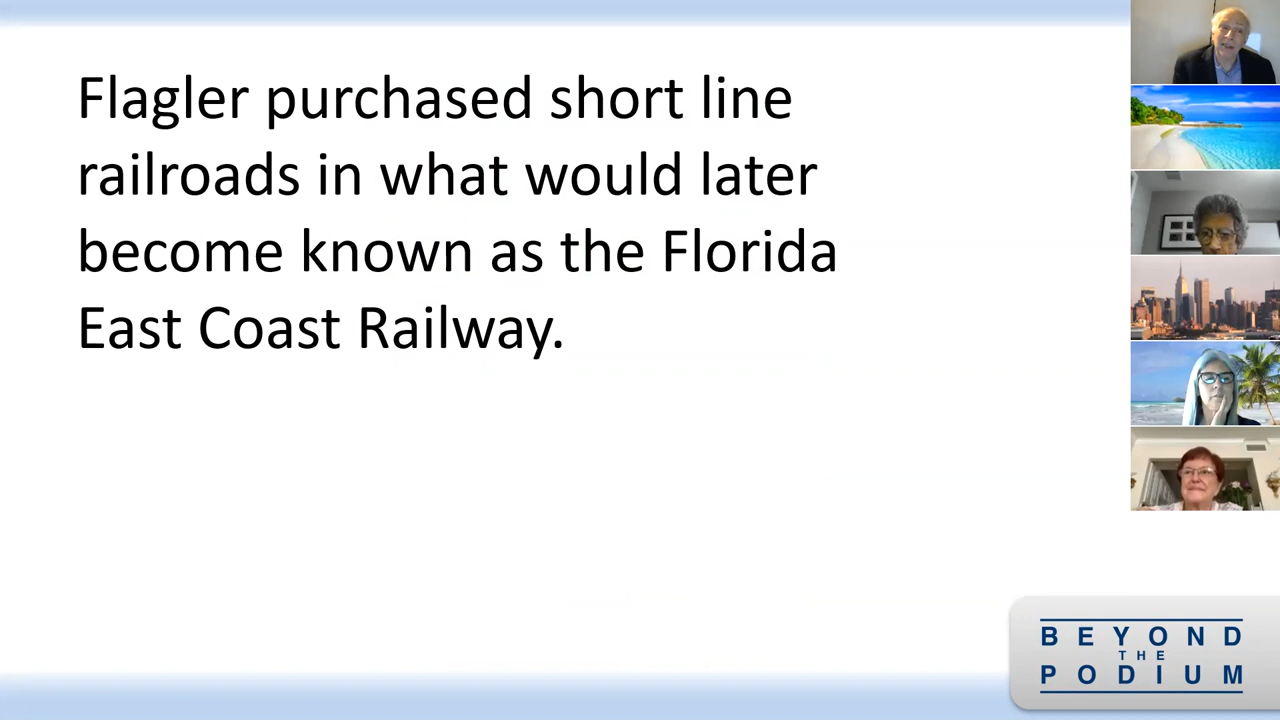 Flagler purchased short line
railroads in what would later
become known as the Florida
East Coast Railway.
BEYOND
THE
PODIUM